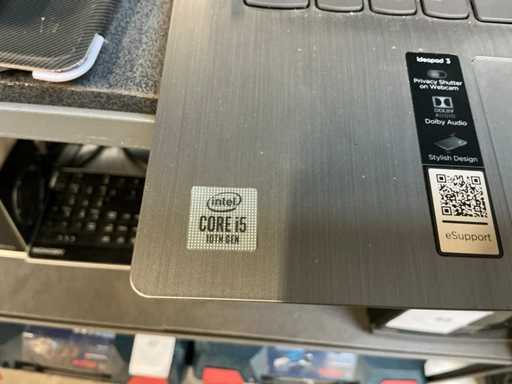 ideapad 3
Privacy Shutter
on Webcam
DOLBY
AUDIO
Dolby Audio
Stylish Design
eSupport
intel
CORE i5
10TH GEN